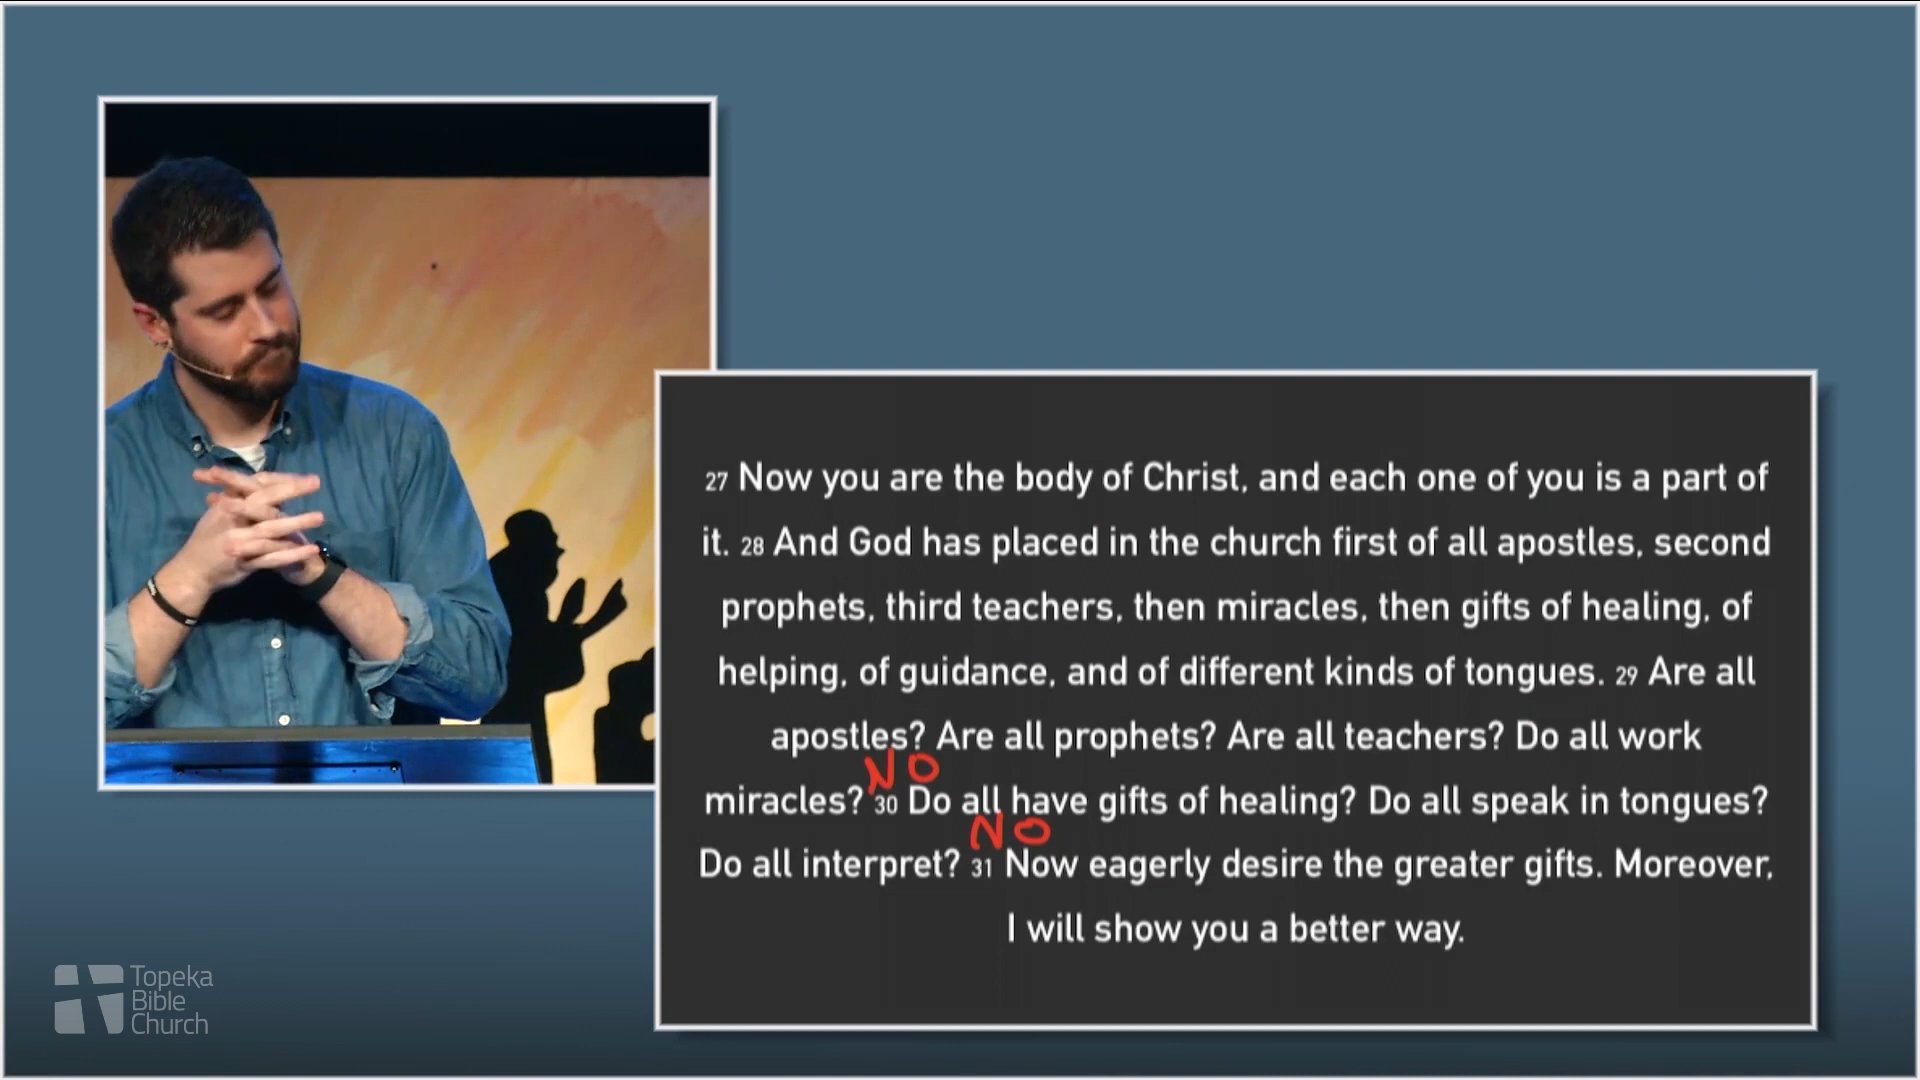 27 Now you are the body of Christ, and each one of you is a part of
it. 28 And God has placed in the church first of all apostles, second
prophets, third teachers, then miracles, then gifts of healing, of
helping, of guidance, and of different kinds of tongues. 29 Are all
apostles? Are all prophets? Are all teachers? Do all work
NO
miracles? 30 Do all have gifts of healing? Do all speak in tongues?
NO
Do all interpret? 31 Now eagerly desire the greater gifts. Moreover,
I will show you a better way.
Topeka
Bible
Church